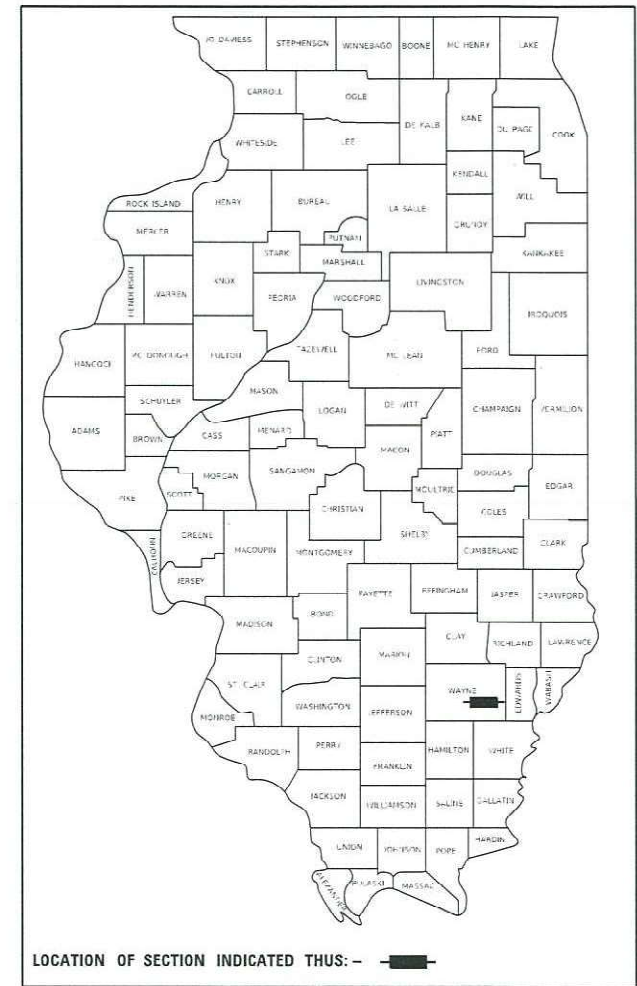 JO DAVIESS STEPHENSON WINNEBAGO BOONE MC HENRY LAKE
CARROLL OGLE DE KALB KANE DU PAGE COOK
WHITESIDE LEE KENDALL WILL
ROCK ISLAND HENRY BUREAU LA SALLE GRUNDY
MERCER PUTNAM KANKAKEE
STARK MARSHALL
HENDERSON WARREN KNOX PEORIA WOODFORD LIVINGSTON IROQUOIS
HANCOCK MC DONOUGH FULTON TAZEWELL MC LEAN FORD
SCHUYLER MASON LOGAN DE WITT CHAMPAIGN VERMILION
ADAMS BROWN CASS MENARD MACON PIATT
PIKE SCOTT MORGAN SANGAMON MOULTRIE DOUGLAS EDGAR
CHRISTIAN COLES
CALHOUN GREENE MACOUPIN MONTGOMERY SHELBY CUMBERLAND CLARK
JERSEY FAYETTE EFFINGHAM JASPER CRAWFORD
MADISON BOND CLAY RICHLAND LAWRENCE
CLINTON MARION
ST. CLAIR WASHINGTON JEFFERSON WAYNE EDWARDS WABASH
MONROE
RANDOLPH PERRY HAMILTON WHITE
FRANKLIN
JACKSON WILLIAMSON SALINE GALLATIN
UNION JOHNSON POPE HARDIN
ALEXANDER PULASKI MASSAC
LOCATION OF SECTION INDICATED THUS: –